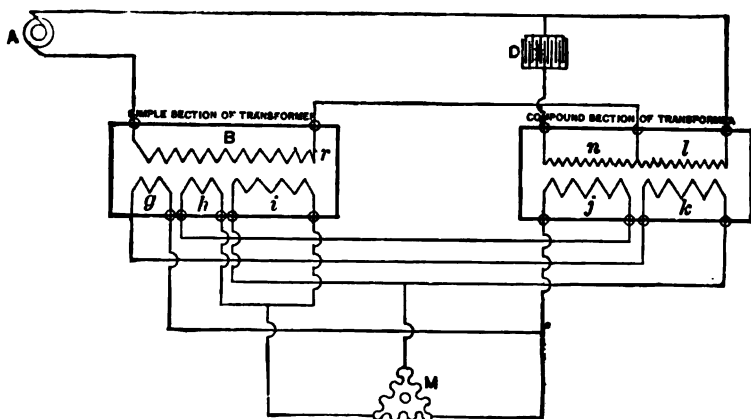 A
D
SIMPLE SECTION OF TRANSFORMER
COMPOUND SECTION OF TRANSFORMER
B
r
n
l
g
h
i
j
k
M